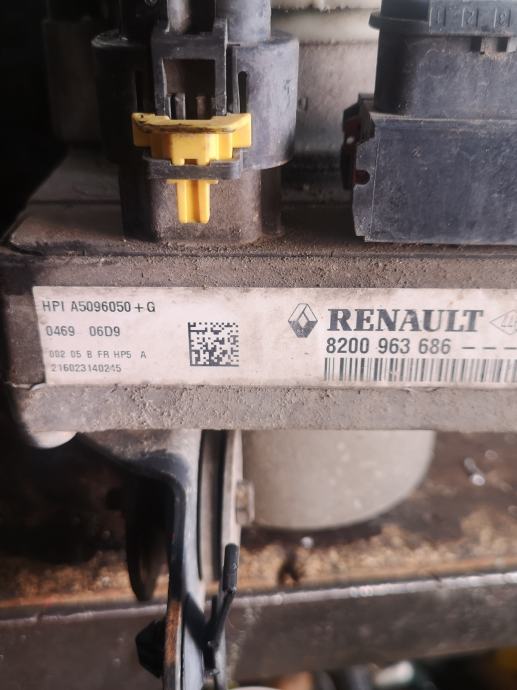 HPI A5096050+G
0469 06D9
002 05 B FR HP5 A
216023140245
RENAULT
8200 963 686---